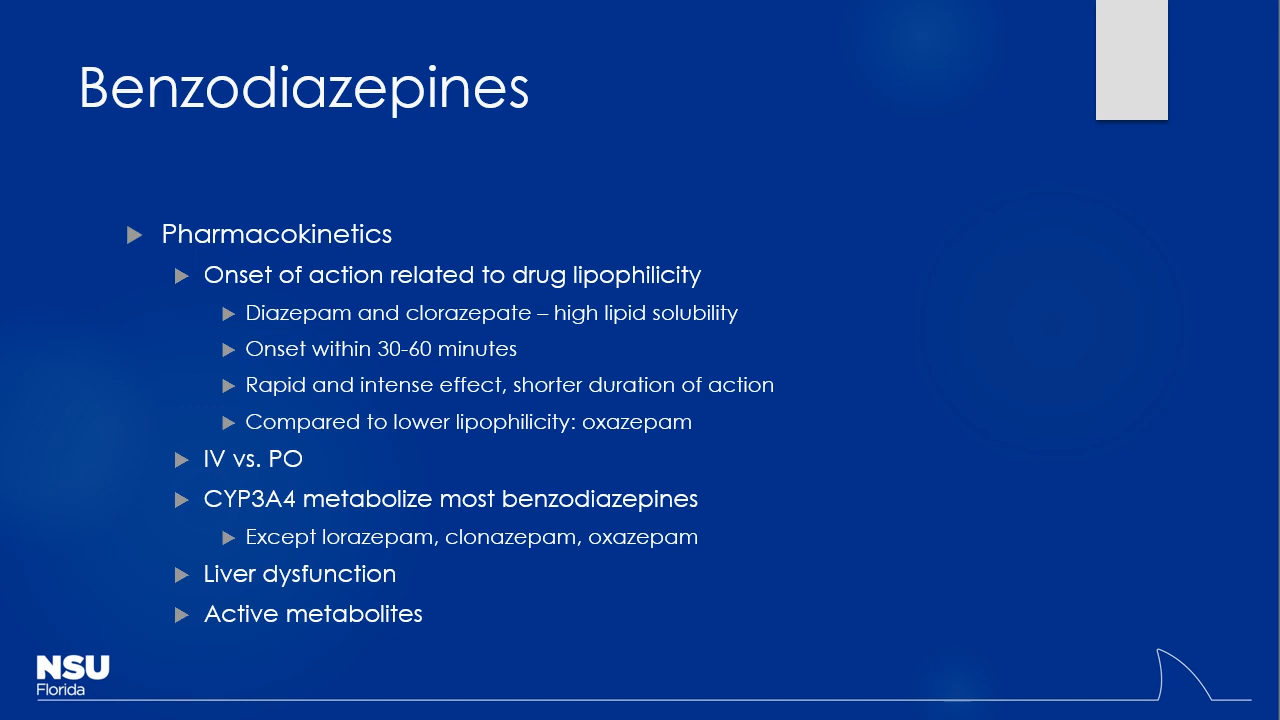 Benzodiazepines
Pharmacokinetics
Onset of action related to drug lipophilicity
Diazepam and clorazepate – high lipid solubility
Onset within 30-60 minutes
Rapid and intense effect, shorter duration of action
Compared to lower lipophilicity: oxazepam
IV vs. PO
CYP3A4 metabolize most benzodiazepines
Except lorazepam, clonazepam, oxazepam
Liver dysfunction
Active metabolites
NSU
Florida